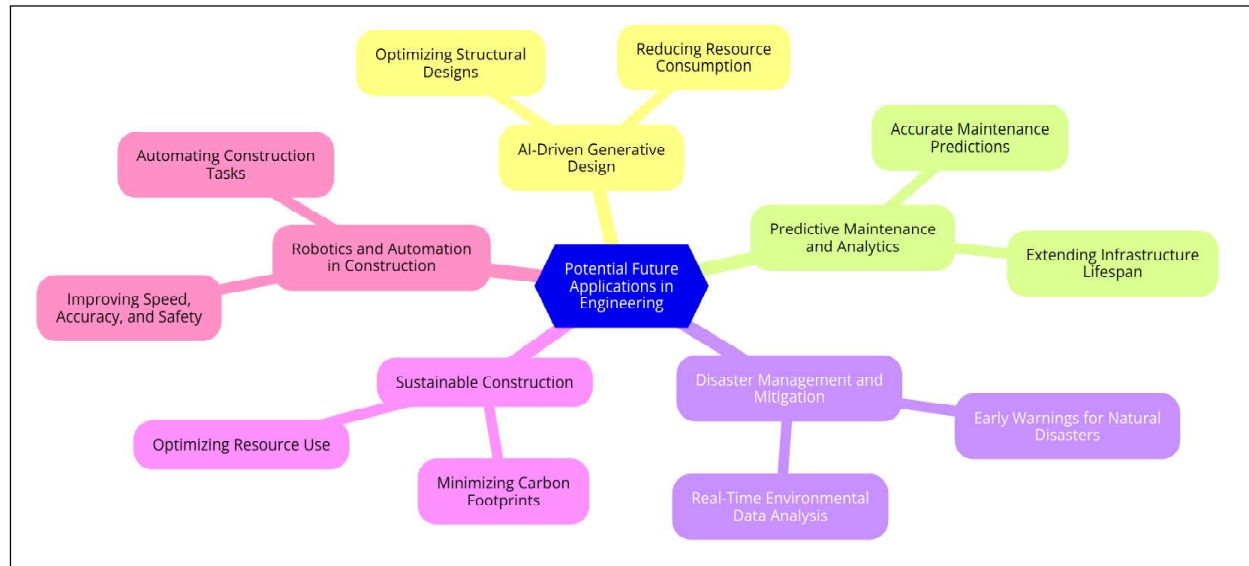 Optimizing Structural
Designs
Reducing Resource
Consumption
AI-Driven Generative
Design
Accurate Maintenance
Predictions
Predictive Maintenance
and Analytics
Extending Infrastructure
Lifespan
Automating Construction
Tasks
Robotics and Automation
in Construction
Improving Speed,
Accuracy, and Safety
Potential Future
Applications in
Engineering
Sustainable Construction
Optimizing Resource Use
Minimizing Carbon
Footprints
Disaster Management and
Mitigation
Early Warnings for Natural
Disasters
Real-Time Environmental
Data Analysis